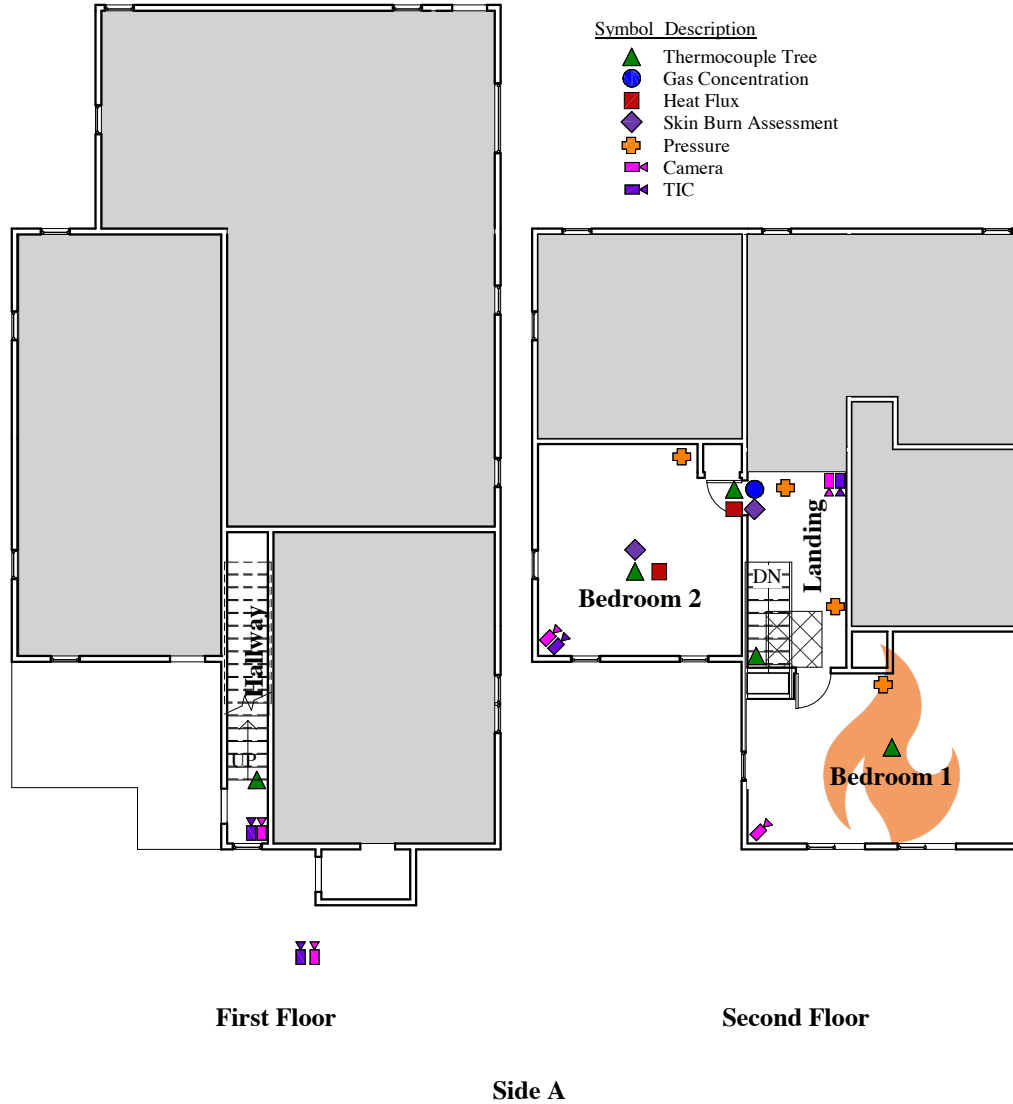 Symbol Description
Thermocouple Tree
Gas Concentration
Heat Flux
Skin Burn Assessment
Pressure
Camera
TIC
Landing
DN
Bedroom 2
Hallway
UP
Bedroom 1
First Floor
Second Floor
Side A